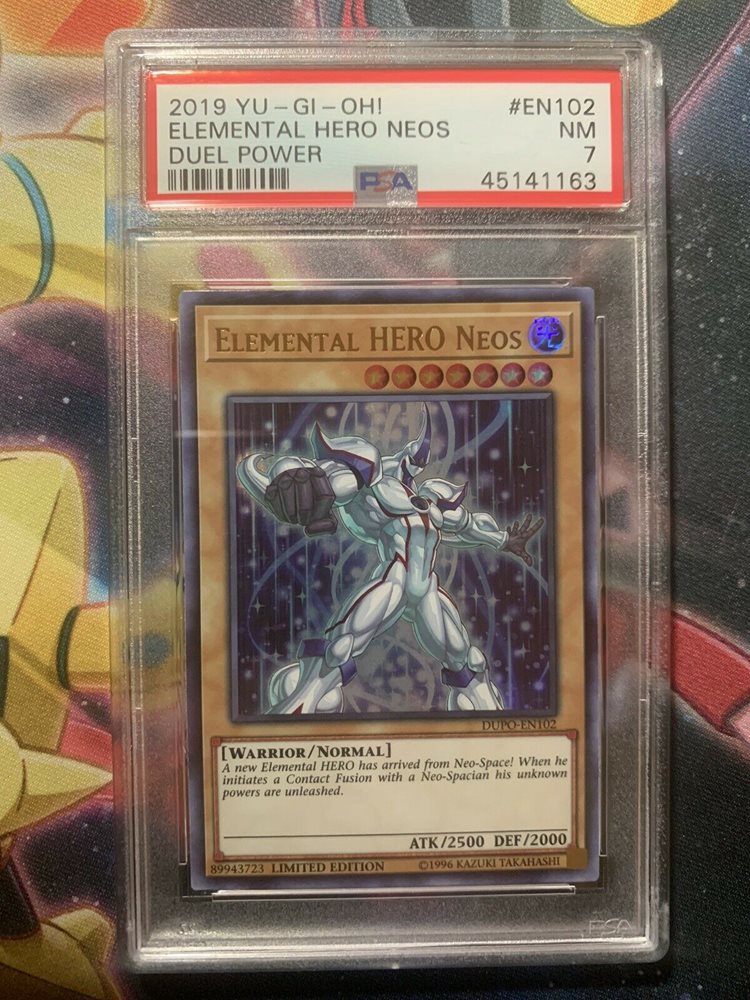 2019 YU-GI-OH! #EN102
ELEMENTAL HERO NEOS NM
DUEL POWER 7
PSA 45141163
ELEMENTAL HERO NEOS 光
DUPO-EN102
[WARRIOR/NORMAL]
A new Elemental HERO has arrived from Neo-Space! When he
initiates a Contact Fusion with a Neo-Spacian his unknown
powers are unleashed.
ATK/2500 DEF/2000
89943723 LIMITED EDITION ©1996 KAZUKI TAKAHASHI
PSA